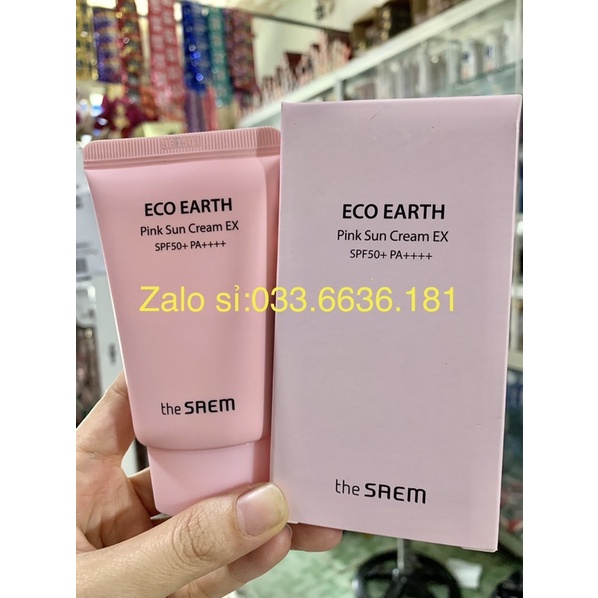 ECO EARTH
Pink Sun Cream EX
SPF50+ PA++++
the SAEM
ECO EARTH
Pink Sun Cream EX
SPF50+ PA++++
the SAEM
Zalo sỉ:033.6636.181